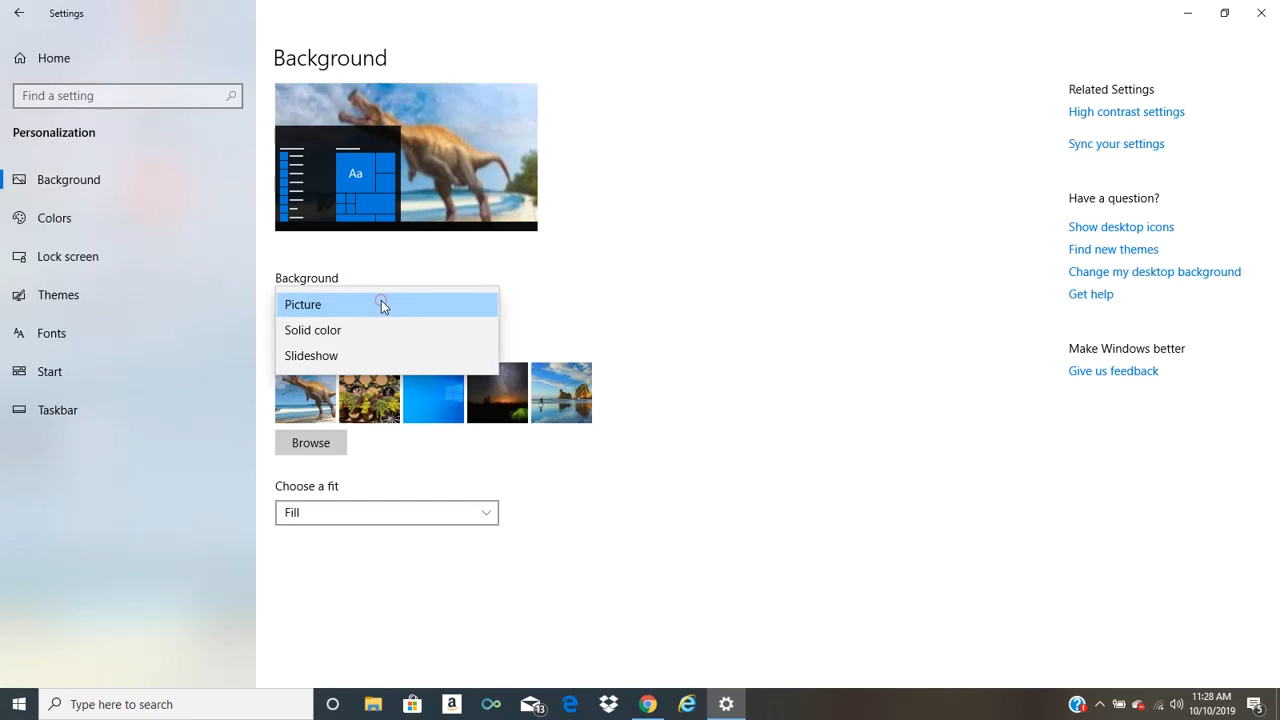 Settings
Home
Find a setting
Personalization
Background
Colors
Lock screen
Themes
Fonts
Start
Taskbar
Background
Aa
Background
Picture
Solid color
Slideshow
Browse
Choose a fit
Fill
Related Settings
High contrast settings
Sync your settings
Have a question?
Show desktop icons
Find new themes
Change my desktop background
Get help
Make Windows better
Give us feedback
Type here to search
a
13
?
11:28 AM
10/10/2019
5